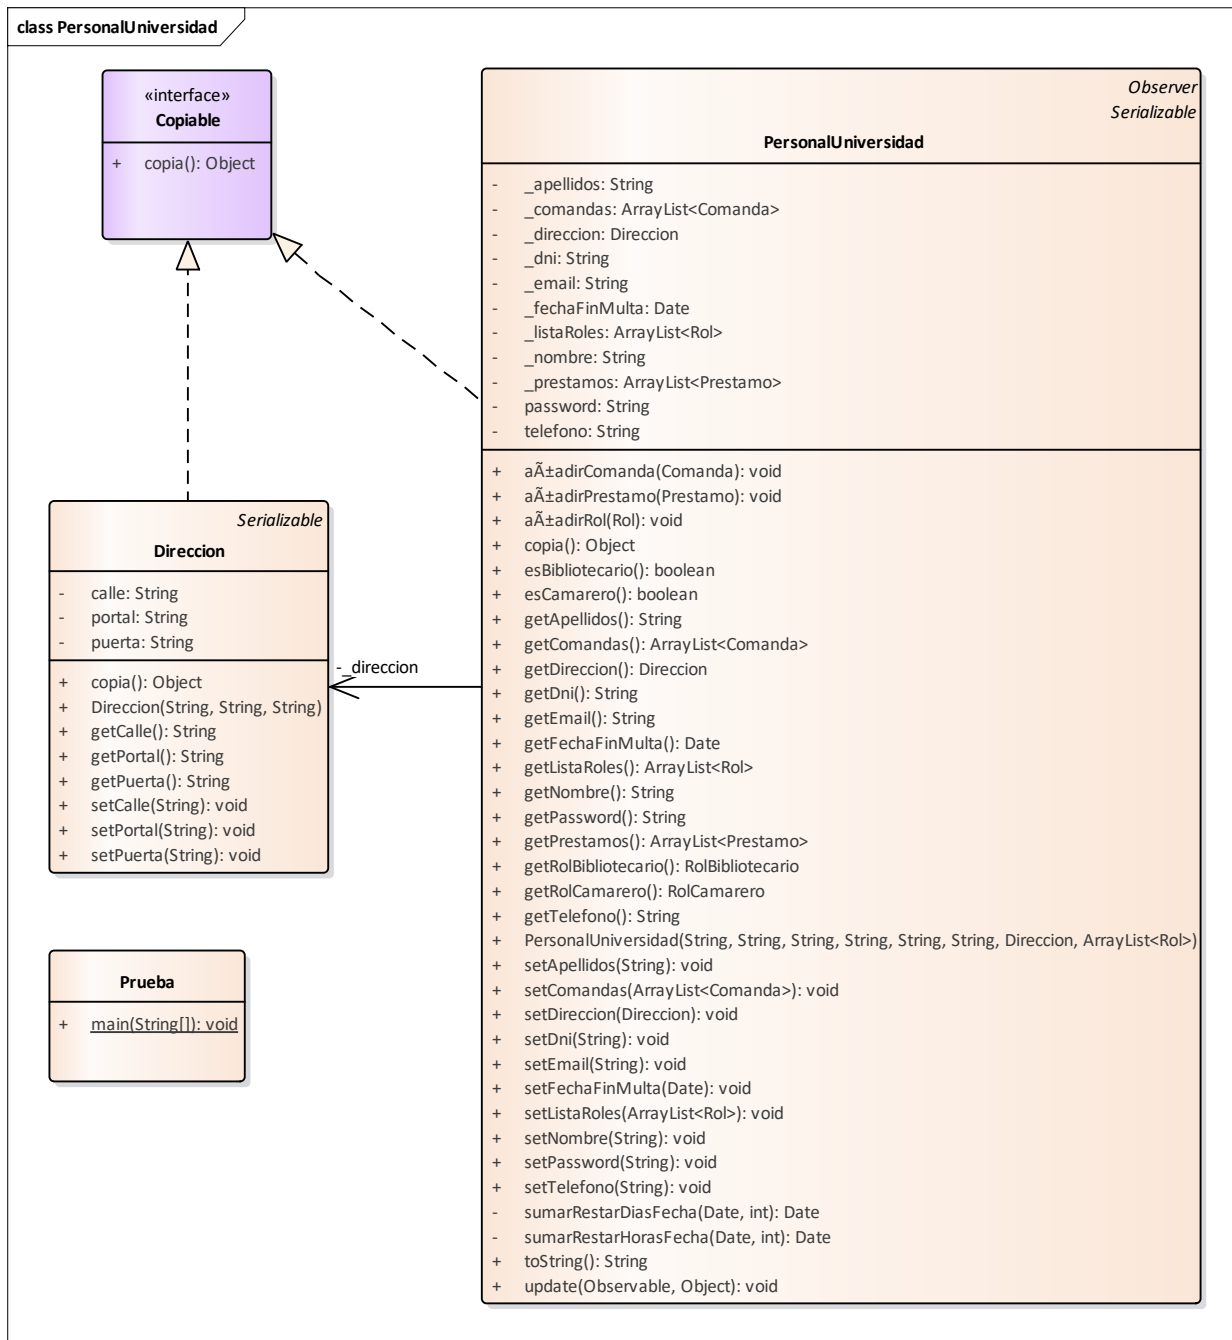 class PersonalUniversidad
«interface»
Copiable
+ copia(): Object
Observer
Serializable
PersonalUniversidad
- _apellidos: String
- _comandas: ArrayList<Comanda>
- _direccion: Direccion
- _dni: String
- _email: String
- _fechaFinMulta: Date
- _listaRoles: ArrayList<Rol>
- _nombre: String
- _prestamos: ArrayList<Prestamo>
- password: String
- telefono: String
+ aÃ±adirComanda(Comanda): void
+ aÃ±adirPrestamo(Prestamo): void
+ aÃ±adirRol(Rol): void
+ copia(): Object
+ esBibliotecario(): boolean
+ esCamarero(): boolean
+ getApellidos(): String
+ getComandas(): ArrayList<Comanda>
+ getDireccion(): Direccion
+ getDni(): String
+ getEmail(): String
+ getFechaFinMulta(): Date
+ getListaRoles(): ArrayList<Rol>
+ getNombre(): String
+ getPassword(): String
+ getPrestamos(): ArrayList<Prestamo>
+ getRolBibliotecario(): RolBibliotecario
+ getRolCamarero(): RolCamarero
+ getTelefono(): String
+ PersonalUniversidad(String, String, String, String, String, String, Direccion, ArrayList<Rol>)
+ setApellidos(String): void
+ setComandas(ArrayList<Comanda>): void
+ setDireccion(Direccion): void
+ setDni(String): void
+ setEmail(String): void
+ setFechaFinMulta(Date): void
+ setListaRoles(ArrayList<Rol>): void
+ setNombre(String): void
+ setPassword(String): void
+ setTelefono(String): void
- sumarRestarDiasFecha(Date, int): Date
- sumarRestarHorasFecha(Date, int): Date
+ toString(): String
+ update(Observable, Object): void
Serializable
Direccion
- calle: String
- portal: String
- puerta: String
+ copia(): Object
+ Direccion(String, String, String)
+ getCalle(): String
+ getPortal(): String
+ getPuerta(): String
+ setCalle(String): void
+ setPortal(String): void
+ setPuerta(String): void
-_direccion
Prueba
+ main(String[]): void